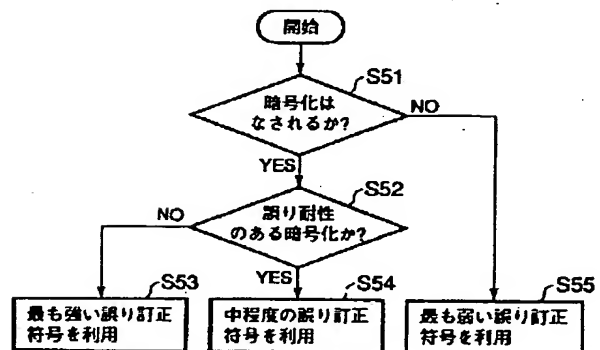 開始
S51
暗号化は
なされるか?
NO
YES
S52
誤り耐性
のある暗号化か?
NO
YES
S53
最も強い誤り訂正
符号を利用
S54
中程度の誤り訂正
符号を利用
S55
最も弱い誤り訂正
符号を利用